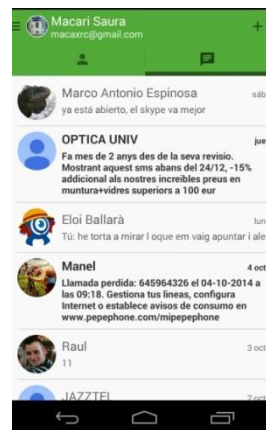 Macari Saura
macaxrc@gmail.com
Marco Antonio Espinosa
sáb
ya está abierto, el skype va mejor
OPTICA UNIV
jue
Fa mes de 2 anys des de la seva revisio.
Mostrant aquest sms abans del 24/12, -15%
addicional als nostres increibles preus en
muntura+vidres superiors a 100 eur
Eloi Ballarà
lun
Tú: he torta a mirar l oque em vaig apuntar i ale
Manel
4 oct
Llamada perdida: 645964326 el 04-10-2014 a
las 09:18. Gestiona tus lineas, configura
Internet o establece avisos de consumo en
www.pepephone.com/mipepephone
Raul
3 oct
11
JAZZTEL
2 oct